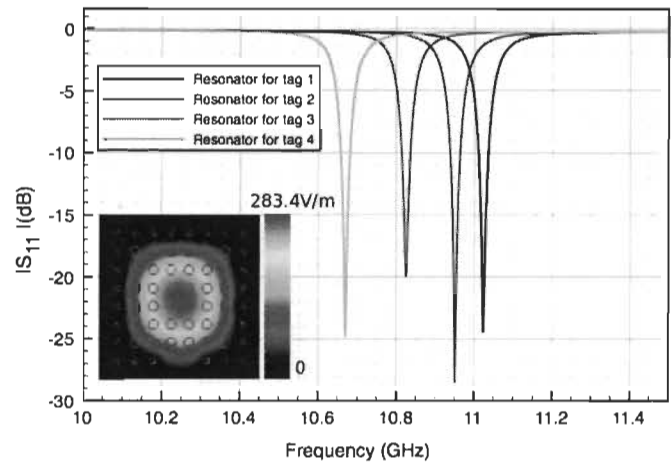 0
-5
-10
-15
-20
-25
-30
|S11 |(dB)
Resonator for tag 1
Resonator for tag 2
Resonator for tag 3
Resonator for tag 4
283.4V/m
0
10 10.2 10.4 10.6 10.8 11 11.2 11.4
Frequency (GHz)